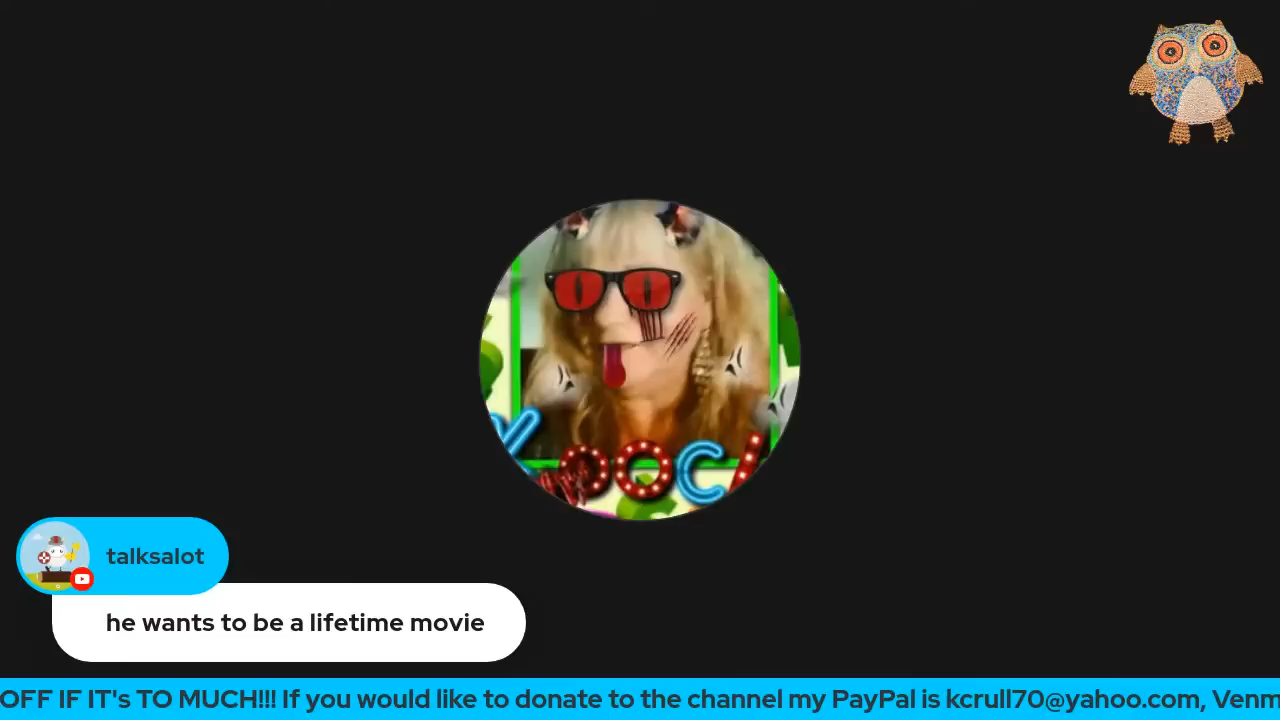 talksalot
he wants to be a lifetime movie
OFF IF IT's TO MUCH!!! If you would like to donate to the channel my PayPal is kcrull70@yahoo.com, Venm